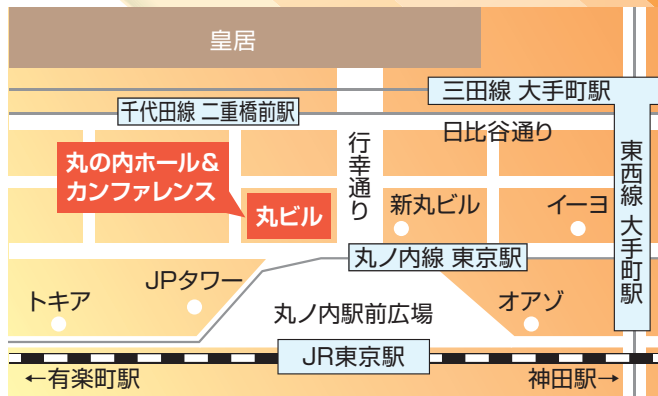 皇居
三田線 大手町駅
千代田線 二重橋前駅
日比谷通り
行幸通り
東西線 大手町駅
丸の内ホール&
カンファレンス
丸ビル
新丸ビル
イーヨ
丸ノ内線 東京駅
JPタワー
トキア
丸ノ内駅前広場
オアゾ
JR東京駅
←有楽町駅
神田駅→